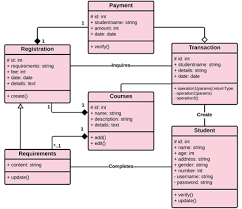 Payment
# id: int
+ studentname: string
+ amount: int
+ date: date
+ verify()
1
1
Registration
# id: int
+ requirements: string
+ fee: int
+ date: date
+ details: text
+ create()
Inquires
Transaction
# id: int
+ studentname: string
+ details: string
+ date: date
- operation1(params):returnType
- operation2(params)
- operation3()
Courses
# id: int
+ name: string
+ description: string
+ details: text
+ add()
+ edit()
1
1
*..1
Create
Student
# id: int
+ name: string
+ age: int
+ address: string
+ gender: string
+ number: int
- username: string
- password: string
+ verify()
+ update()
Requirements
+ content: string
+ update()
Completes